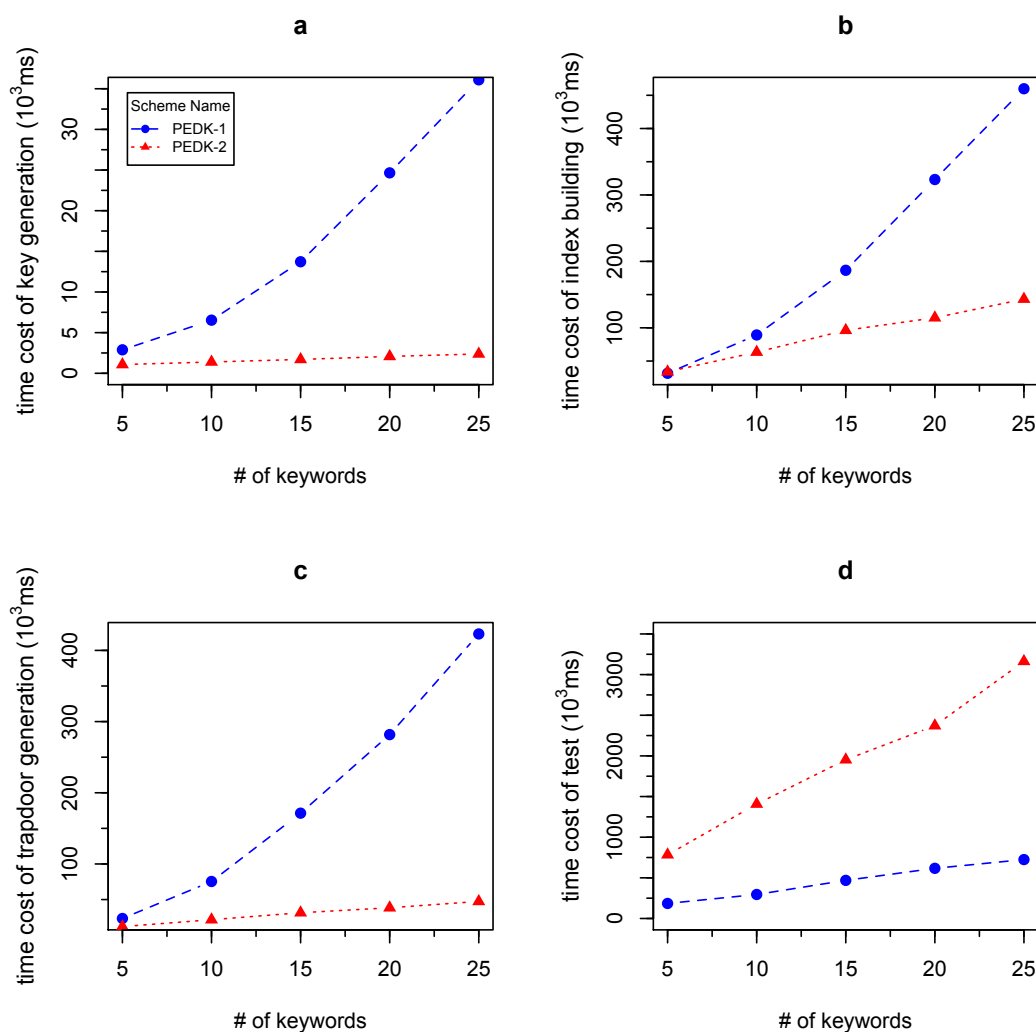 a
time cost of key generation (10³ms)
0
5
10
20
30
Scheme Name
PEDK-1
PEDK-2
5 10 15 20 25
# of keywords
b
time cost of index building (10³ms)
100
200
300
400
5 10 15 20 25
# of keywords
c
time cost of trapdoor generation (10³ms)
100
200
300
400
5 10 15 20 25
# of keywords
d
time cost of test (10³ms)
0
1000
2000
3000
5 10 15 20 25
# of keywords